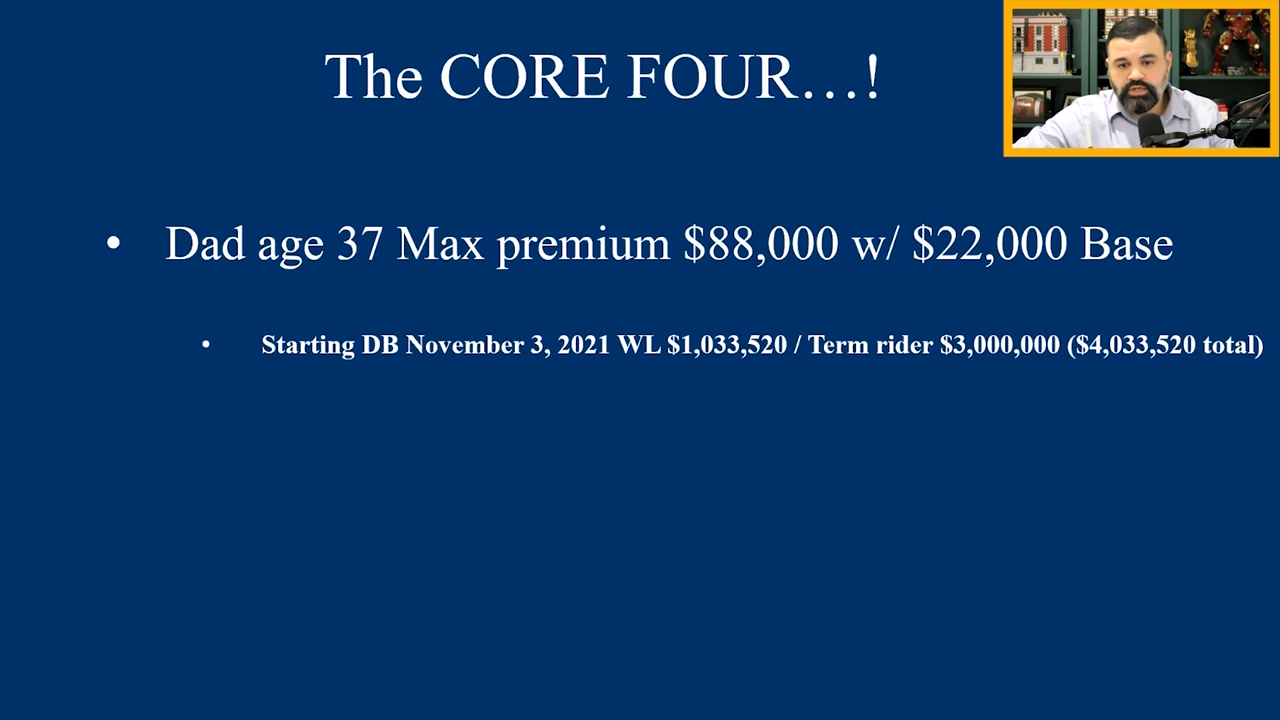 The CORE FOUR…!
• Dad age 37 Max premium $88,000 w/ $22,000 Base
• Starting DB November 3, 2021 WL $1,033,520 / Term rider $3,000,000 ($4,033,520 total)